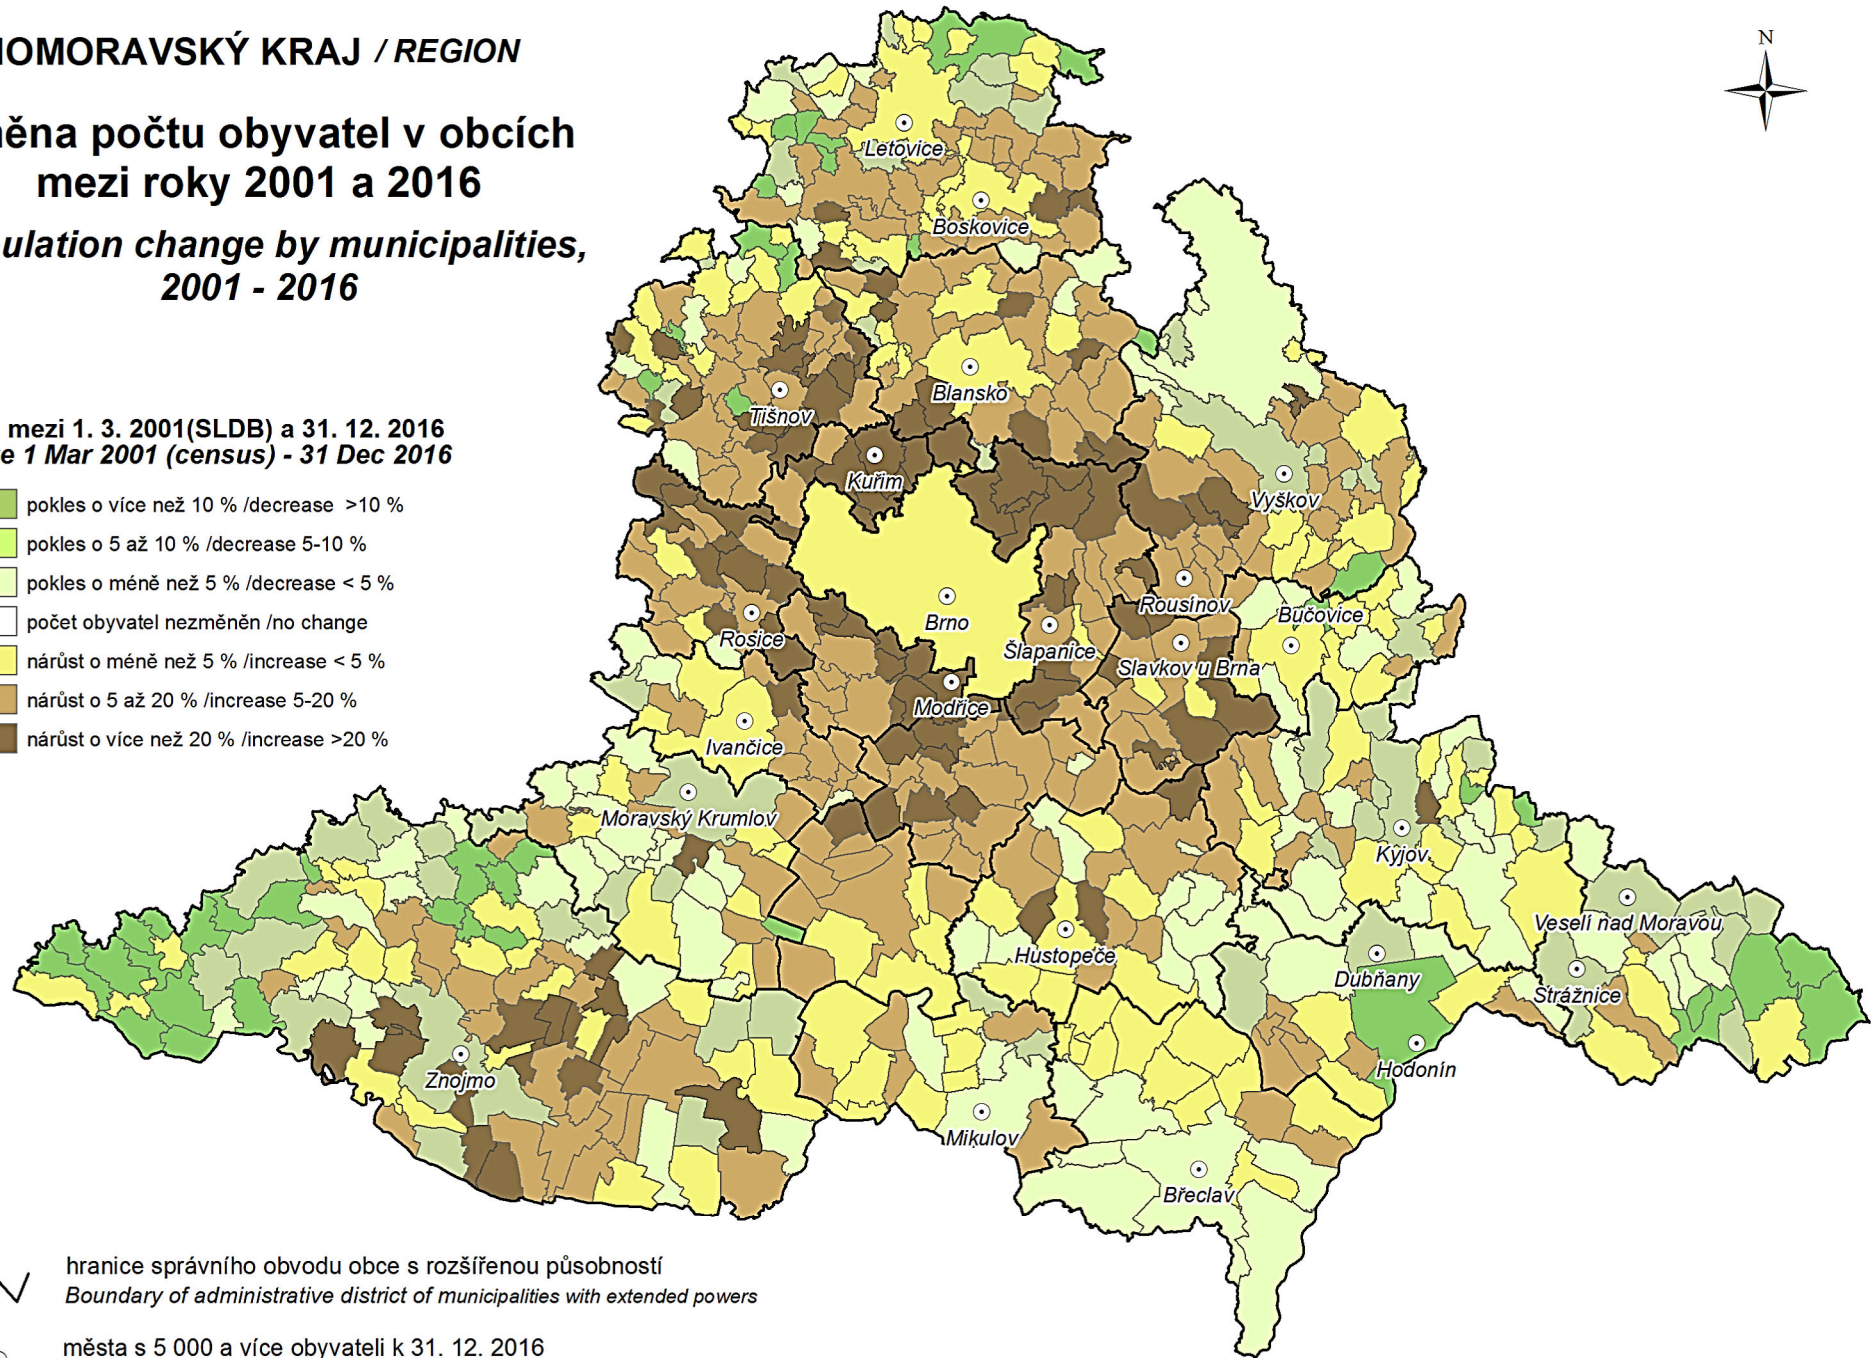 OMORAVSKÝ KRAJ / REGION
N
ěna počtu obyvatel v obcích
mezi roky 2001 a 2016
ulation change by municipalities,
2001 - 2016
mezi 1. 3. 2001(SLDB) a 31. 12. 2016
e 1 Mar 2001 (census) - 31 Dec 2016
pokles o více než 10 % /decrease >10 %
pokles o 5 až 10 % /decrease 5-10 %
pokles o méně než 5 % /decrease < 5 %
počet obyvatel nezměněn /no change
nárůst o méně než 5 % /increase < 5 %
nárůst o 5 až 20 % /increase 5-20 %
nárůst o více než 20 % /increase >20 %
Letovice
Boskovice
Blansko
Tišnov
Kuřim
Vyškov
Rousínov
Bučovice
Brno
Rosice
Šlapanice
Slavkov u Brna
Modřice
Ivančice
Moravský Krumlov
Kyjov
Veselí nad Moravou
Hustopeče
Dubňany
Strážnice
Hodonín
Znojmo
Mikulov
Břeclav
hranice správního obvodu obce s rozšířenou působností
Boundary of administrative district of municipalities with extended powers
města s 5 000 a více obyvateli k 31. 12. 2016